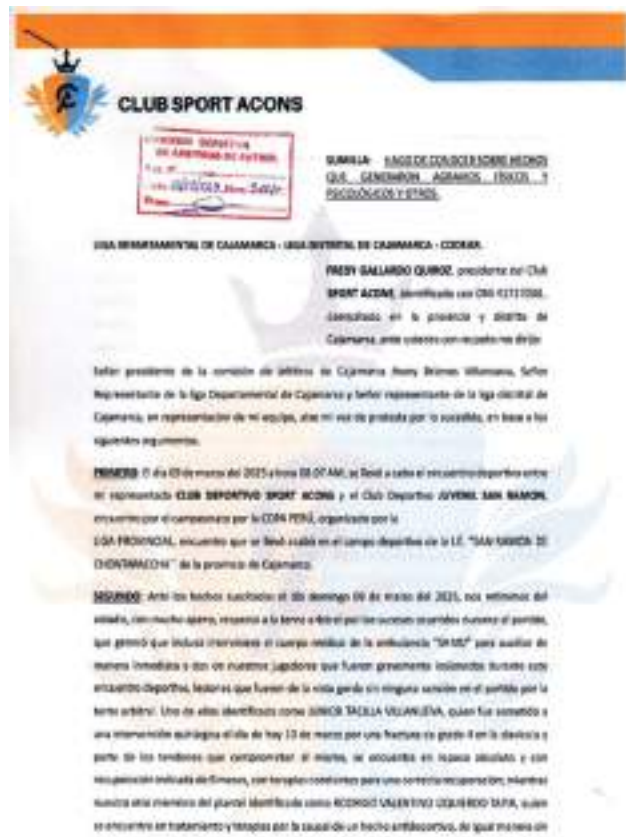 CLUB SPORT ACONS
SUMILLA: HAGO DE CONOCER SOBRE HECHOS
QUE GENERARON AGRAVIOS FÍSICOS Y
PSICOLÓGICOS Y OTROS.
LIGA DEPARTAMENTAL DE CAJAMARCA - LIGA DISTRITAL DE CAJAMARCA - CODEAR.
FREDY GALLARDO QUIROZ, presidente del Club
SPORT ACONS, identificado con DNI
domiciliado en la provincia y distrito de
Cajamarca, ante ustedes con respeto me dirijo:
Señor presidente de la comisión de árbitros de Cajamarca Briones Villanueva, Señor
Representante de la liga Departamental de Cajamarca y Señor representante de la liga distrital de
Cajamarca, en representación de mi equipo, alzo mi voz de protesta por lo sucedido, en base a los
siguientes argumentos.
PRIMERO: El día 09 de marzo del 2025 a hora 08.07 AM, se llevó a cabo el encuentro deportivo entre
mi representado CLUB DEPORTIVO SPORT ACONS y el Club Deportivo JUVENIL SAN RAMON,
encuentro por el campeonato por la COPA PERÚ, organizado por la
LIGA PROVINCIAL, encuentro que se llevó acabó en el campo deportivo de la I.E. "SAN RAMON DE
CHONTAPACCHA" de la provincia de Cajamarca.
SEGUNDO: Ante los hechos suscitados el día domingo 09 de marzo del 2025, nos retiramos del
estadio, con mucho apero, respecto a la terna arbitral por los sucesos ocurridos durante el partido,
que generó que incluso interviniera el cuerpo médico de la ambulancia "SAMU" para auxiliar de
manera inmediata a dos de nuestros jugadores que fueron gravemente lesionados durante este
encuentro deportivo, lesiones que fueron de la vista gorda sin ninguna sanción en el partido por la
terna arbitral. Uno de ellos identificado como JUNIOR TACILLA VILLANUEVA, quien fue sometido a
una intervención quirúrgica el día de hoy 13 de marzo por una fractura de grado II en la clavícula y
parte de los tendones que comprometen el mismo, se encuentra en reposo absoluto y con
recuperación indicada de 6 meses, con terapias constantes para una correcta recuperación; mientras
nuestro otro miembro del plantel identificado como RODRIGO VALENTINO IZQUIERDO TAPIA, quien
se encuentra en tratamiento y terapias por la causal de un hecho antideportivo, de igual manera sin